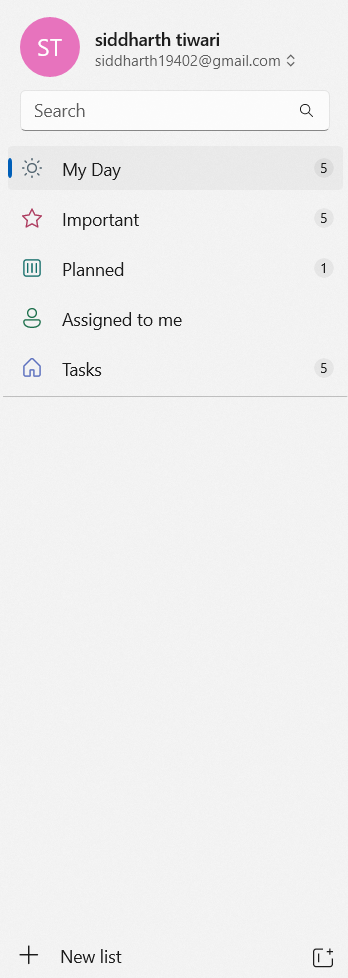 ST
siddharth tiwari
siddharth19402@gmail.com
Search
My Day 5
Important 5
Planned 1
Assigned to me
Tasks 5
New list